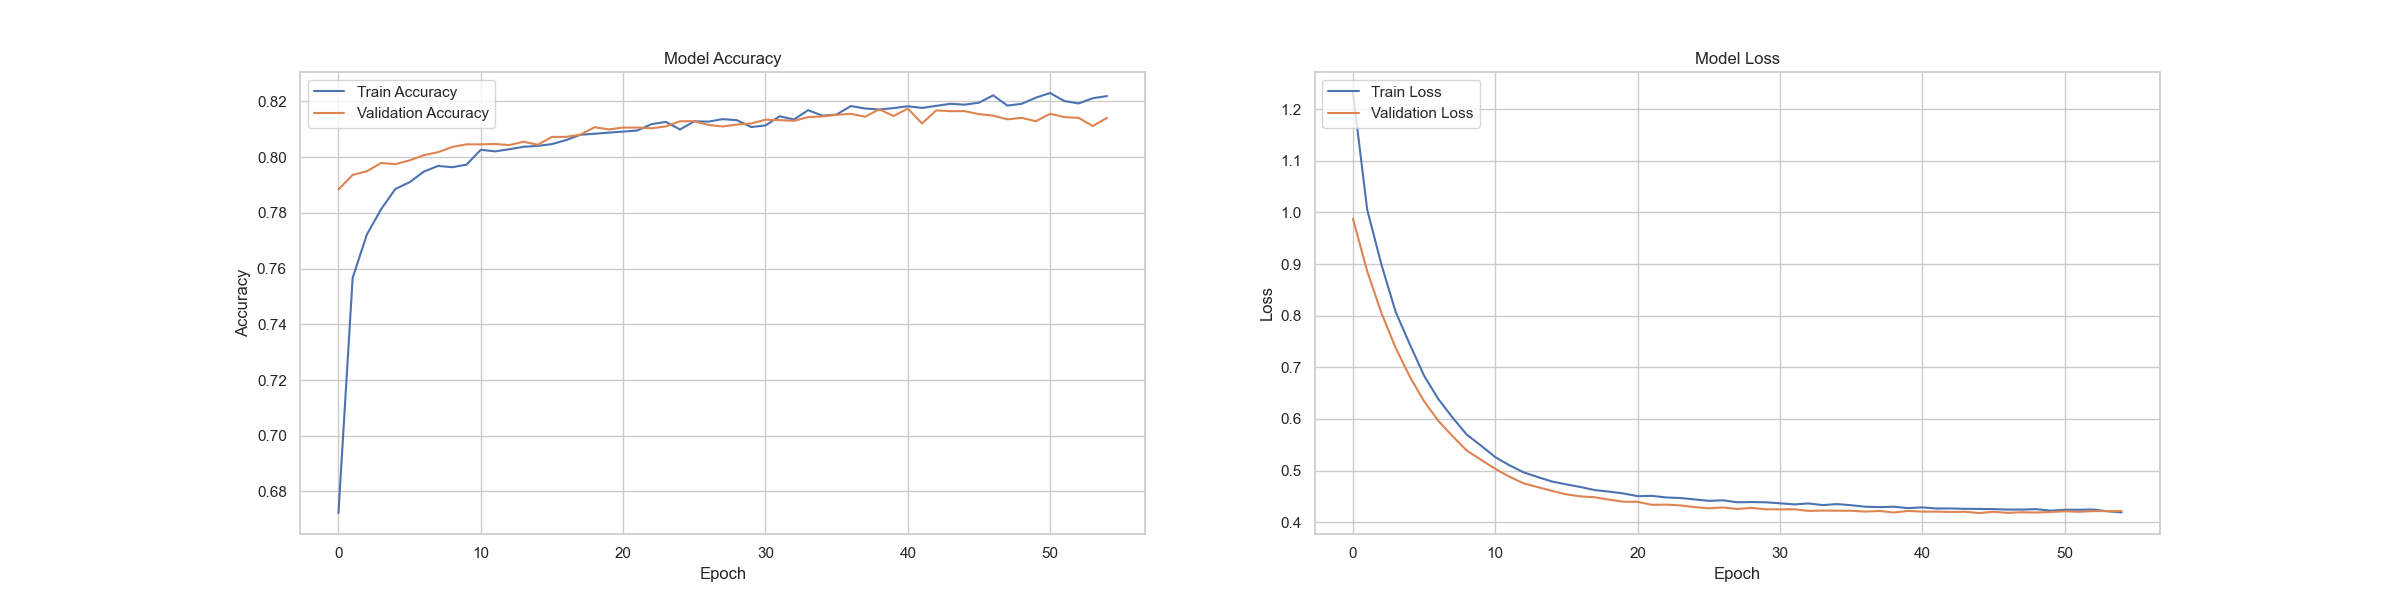 Model Accuracy
Train Accuracy
Validation Accuracy
0.82
0.80
0.78
0.76
0.74
0.72
0.70
0.68
Accuracy
0 10 20 30 40 50
Epoch
Model Loss
Train Loss
Validation Loss
1.2
1.1
1.0
0.9
0.8
0.7
0.6
0.5
0.4
Loss
0 10 20 30 40 50
Epoch